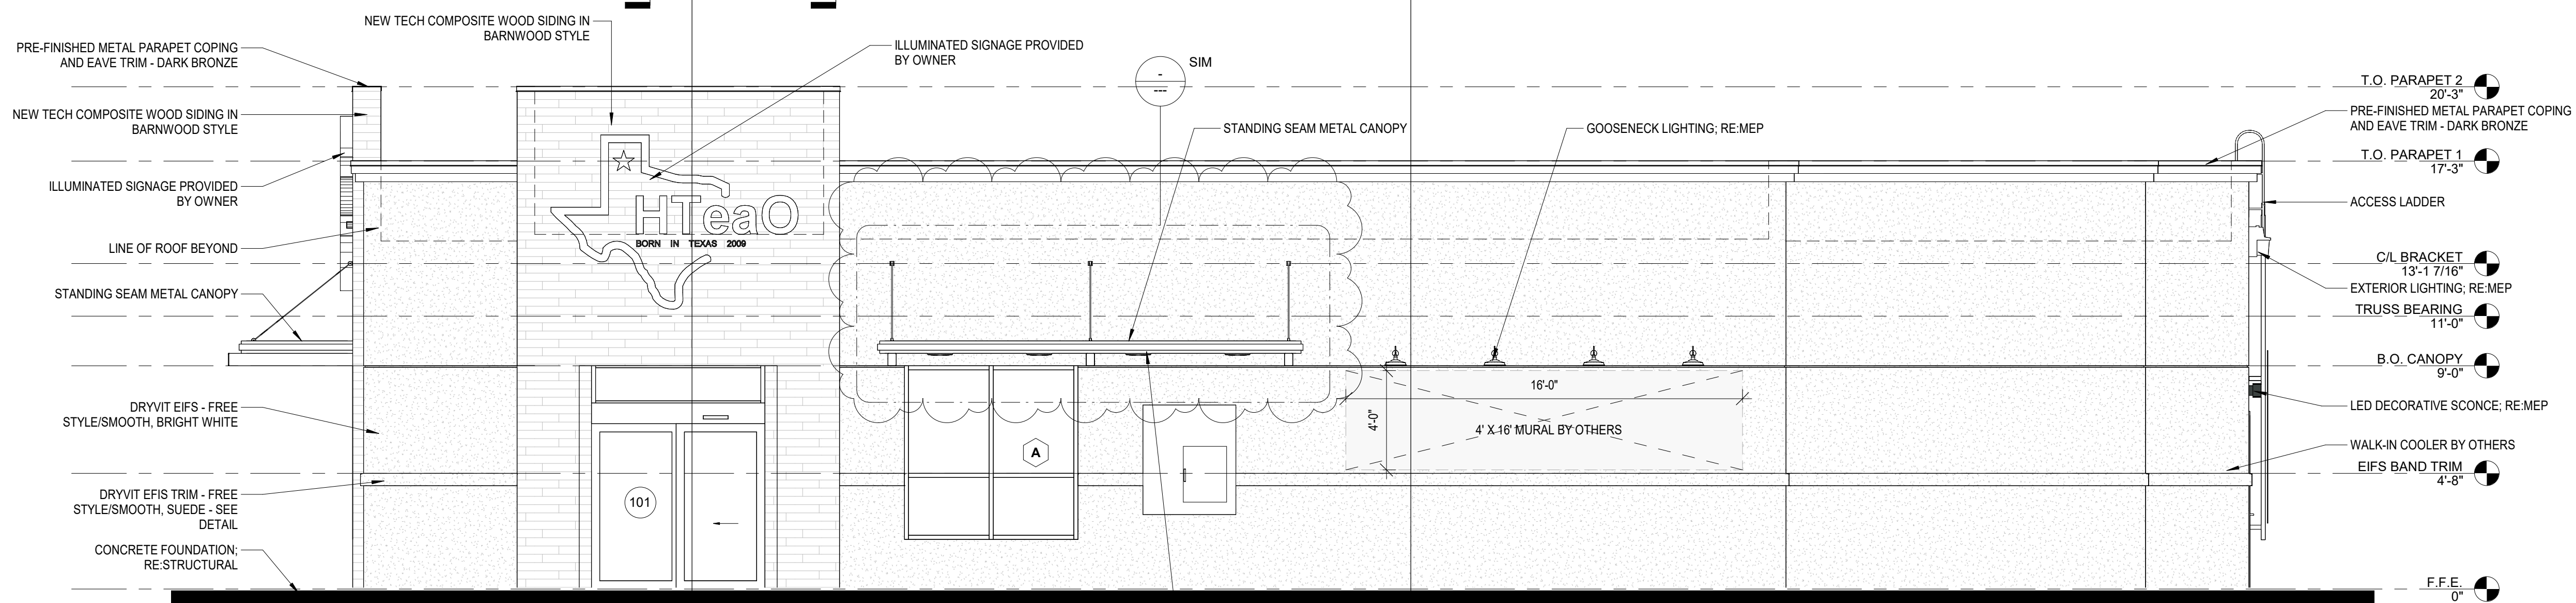 NEW TECH COMPOSITE WOOD SIDING IN
BARNWOOD STYLE
PRE-FINISHED METAL PARAPET COPING
AND EAVE TRIM - DARK BRONZE
NEW TECH COMPOSITE WOOD SIDING IN
BARNWOOD STYLE
ILLUMINATED SIGNAGE PROVIDED
BY OWNER
LINE OF ROOF BEYOND
STANDING SEAM METAL CANOPY
DRYVIT EIFS - FREE
STYLE/SMOOTH, BRIGHT WHITE
DRYVIT EFIS TRIM - FREE
STYLE/SMOOTH, SUEDE - SEE
DETAIL
CONCRETE FOUNDATION;
RE:STRUCTURAL
ILLUMINATED SIGNAGE PROVIDED
BY OWNER
HTeaO
BORN IN TEXAS 2009
101
-
---
SIM
STANDING SEAM METAL CANOPY
GOOSENECK LIGHTING; RE:MEP
A
16'-0"
4'-0"
4' X 16' MURAL BY OTHERS
T.O. PARAPET 2
20'-3"
PRE-FINISHED METAL PARAPET COPING
AND EAVE TRIM - DARK BRONZE
T.O. PARAPET 1
17'-3"
ACCESS LADDER
C/L BRACKET
13'-1 7/16"
EXTERIOR LIGHTING; RE:MEP
TRUSS BEARING
11'-0"
B.O. CANOPY
9'-0"
LED DECORATIVE SCONCE; RE:MEP
WALK-IN COOLER BY OTHERS
EIFS BAND TRIM
4'-8"
F.F.E.
0"